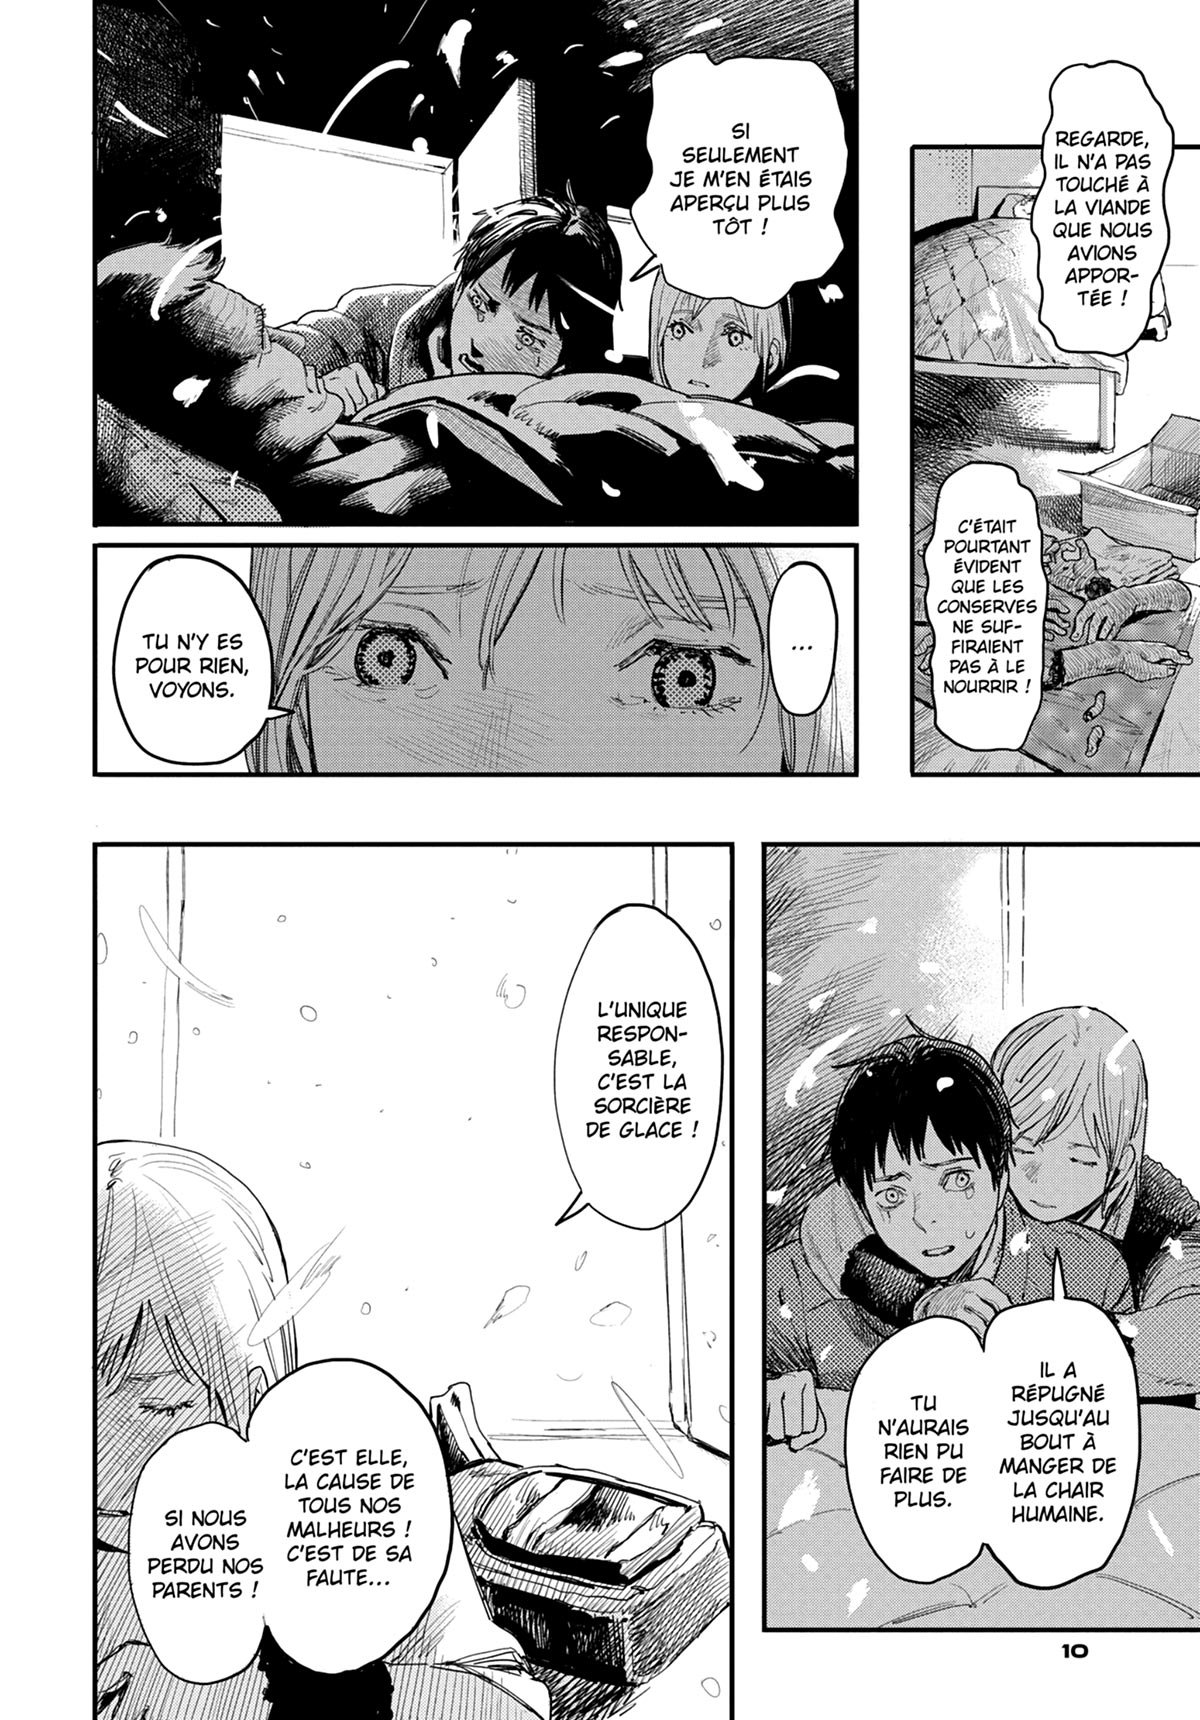 REGARDE,
IL N'A PAS
TOUCHÉ À
LA VIANDE
QUE NOUS
AVIONS
APPOR-
TÉE !
C'ÉTAIT
POURTANT
ÉVIDENT
QUE LES
CONSERVES
NE SUF-
FIRAIENT
PAS À LE
NOURRIR !
SI
SEULEMENT
JE M'EN ÉTAIS
APERÇU PLUS
TÔT !
...
TU N'Y ES
POUR RIEN,
VOYONS.
IL A
RÉPUGNÉ
JUSQU'AU
BOUT À
MANGER DE
LA CHAIR
HUMAINE.
TU
N'AURAIS
RIEN PU
FAIRE DE
PLUS.
L'UNIQUE
RESPON-
SABLE,
C'EST LA
SORCIÈRE
DE GLACE !
C'EST ELLE,
LA CAUSE DE
TOUS NOS
MALHEURS !
C'EST DE SA
FAUTE...
SI NOUS
AVONS
PERDU NOS
PARENTS !
10